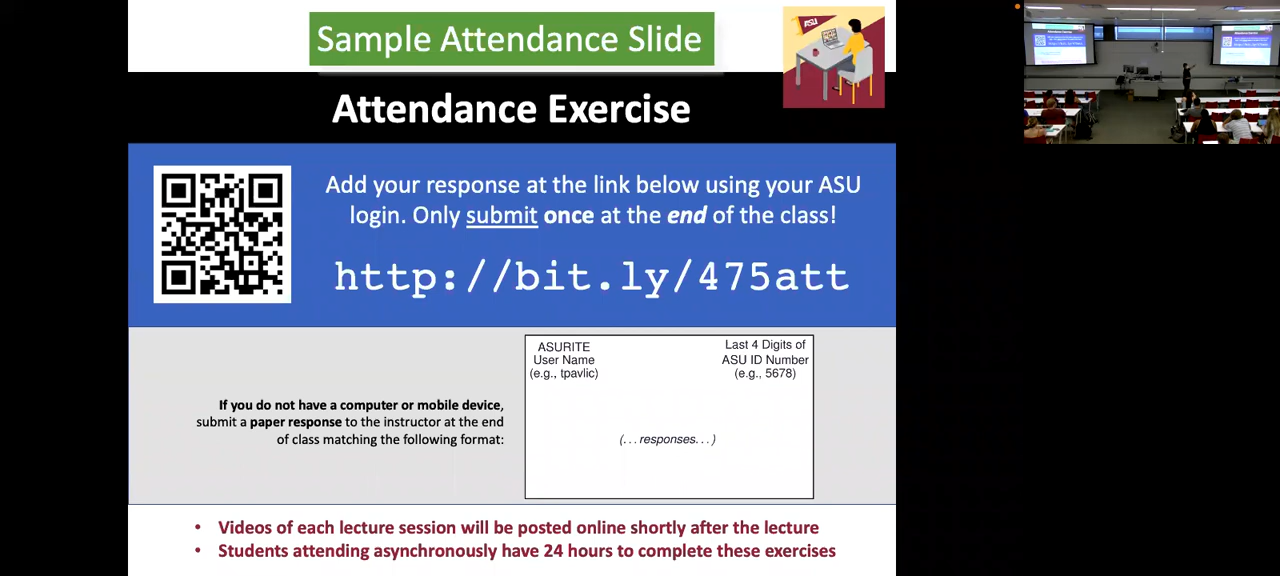 Sample Attendance Slide
ASU
Attendance Exercise
Add your response at the link below using your ASU
login. Only submit once at the end of the class!
http://bit.ly/475att
ASURITE
User Name
(e.g., tpavlic)
Last 4 Digits of
ASU ID Number
(e.g., 5678)
If you do not have a computer or mobile device,
submit a paper response to the instructor at the end
of class matching the following format:
(...responses...)
• Videos of each lecture session will be posted online shortly after the lecture
• Students attending asynchronously have 24 hours to complete these exercises